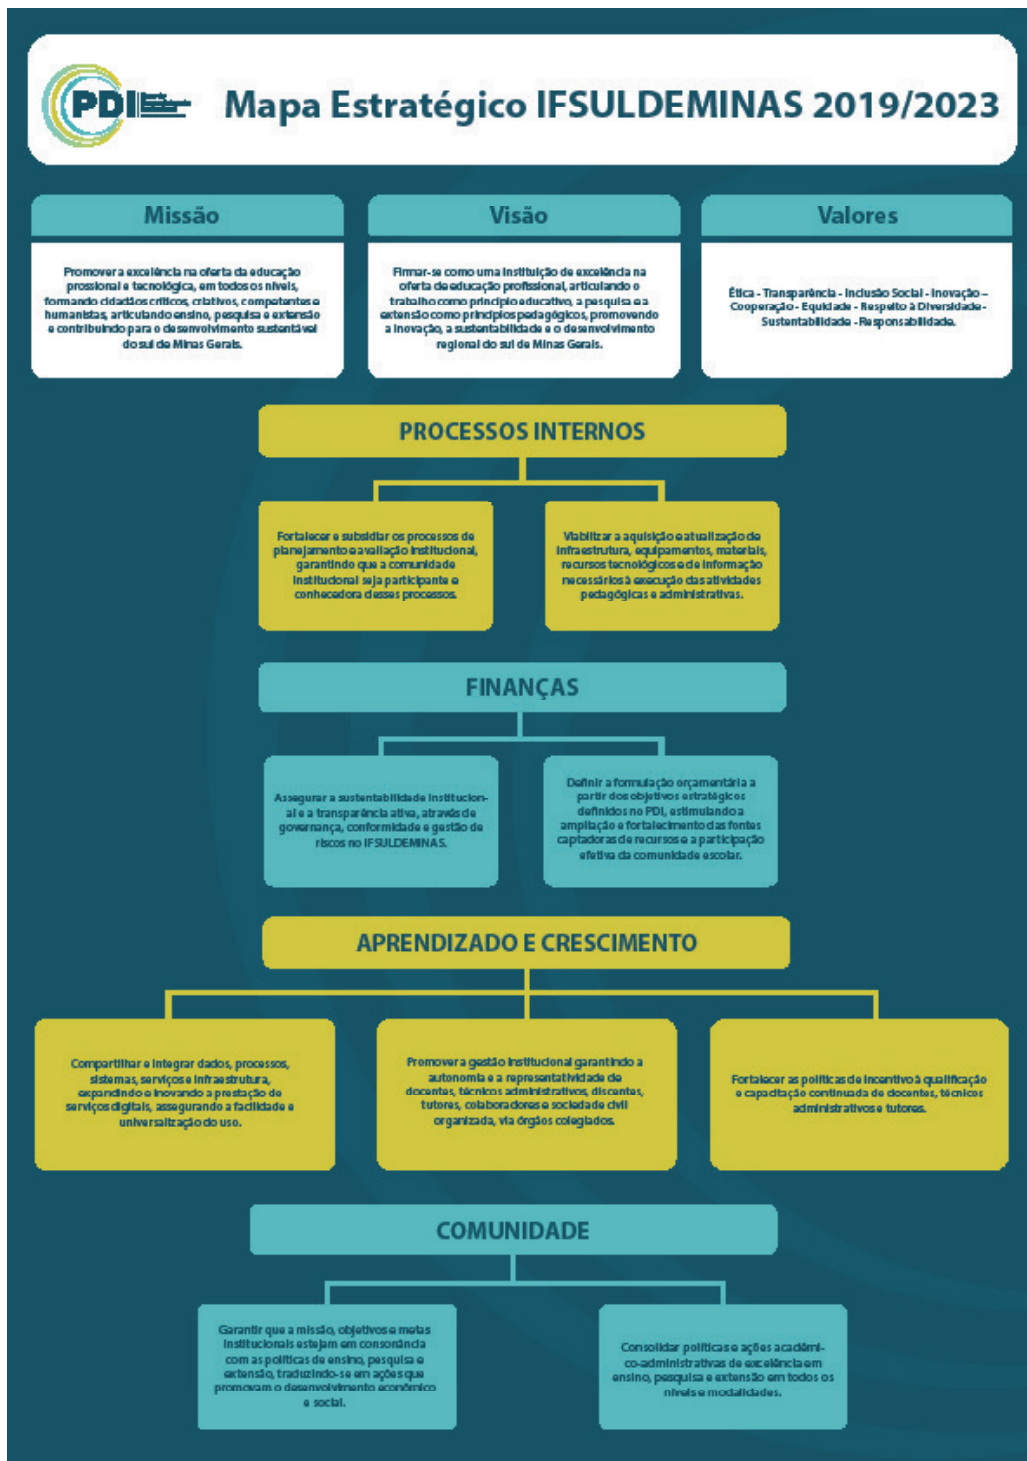 PDI
Mapa Estratégico IFSULDEMINAS 2019/2023
Missão
Promover a excelência na oferta da educação
prossional e tecnológica, em todos os níveis,
formando cidadãos críticos, criativos, competentes e
humanistas, articulando ensino, pesquisa e extensão
e contribuindo para o desenvolvimento sustentável
do sul de Minas Gerais.
Visão
Firmar-se como uma instituição de excelência na
oferta de educação profissional, articulando o
trabalho como princípio educativo, a pesquisa e a
extensão como princípios pedagógicos, promovendo
a inovação, a sustentabilidade e o desenvolvimento
regional do sul de Minas Gerais.
Valores
Ética - Transparência - Inclusão Social - Inovação –
Cooperação - Equidade - Respeito à Diversidade -
Sustentabilidade - Responsabilidade.
PROCESSOS INTERNOS
Fortalecer e subsidiar os processos de
planejamento e avaliação institucional,
garantindo que a comunidade
institucional seja participante e
conhecedora desses processos.
Viabilizar a aquisição e atualização de
infraestrutura, equipamentos, materiais,
recursos tecnológicos e de informação
necessários à execução das atividades
pedagógicas e administrativas.
FINANÇAS
Assegurar a sustentabilidade institucion-
al e a transparência ativa, através de
governança, conformidade e gestão de
riscos no IFSULDEMINAS.
Definir a formulação orçamentária a
partir dos objetivos estratégicos
definidos no PDI, estimulando a
ampliação e fortalecimento das fontes
captadoras de recursos e a participação
efetiva da comunidade escolar.
APRENDIZADO E CRESCIMENTO
Compartilhar e integrar dados, processos,
sistemas, serviços e infraestrutura,
expandindo e inovando a prestação de
serviços digitais, assegurando a facilidade e
universalização do uso.
Promover a gestão institucional garantindo a
autonomia e a representatividade de
docentes, técnicos administrativos, discentes,
tutores, colaboradores e sociedade civil
organizada, via órgãos colegiados.
Fortalecer as políticas de incentivo à qualificação
e capacitação continuada de docentes, técnicos
administrativos e tutores.
COMUNIDADE
Garantir que a missão, objetivos e metas
institucionais estejam em consonância
com as políticas de ensino, pesquisa e
extensão, traduzindo-se em ações que
promovam o desenvolvimento econômico
e social.
Consolidar políticas e ações acadêmi-
co-administrativas de excelência em
ensino, pesquisa e extensão em todos os
níveis e modalidades.